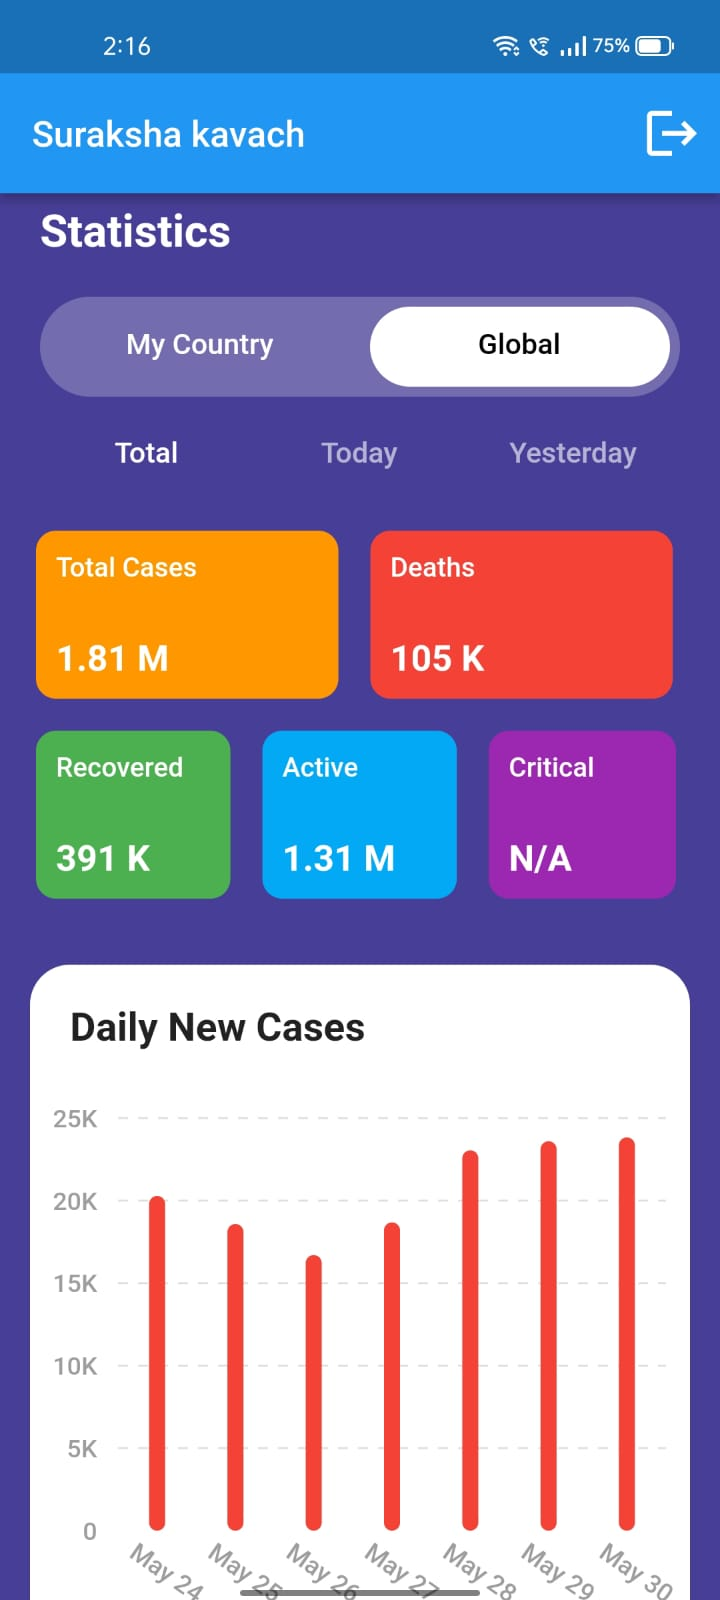 2:16 75%
Suraksha kavach
Statistics
My Country Global
Total Today Yesterday
Total Cases Deaths
1.81 M 105 K
Recovered Active Critical
391 K 1.31 M N/A
Daily New Cases
25K
20K
15K
10K
5K
0
May 24 May 25 May 26 May 27 May 28 May 29 May 30